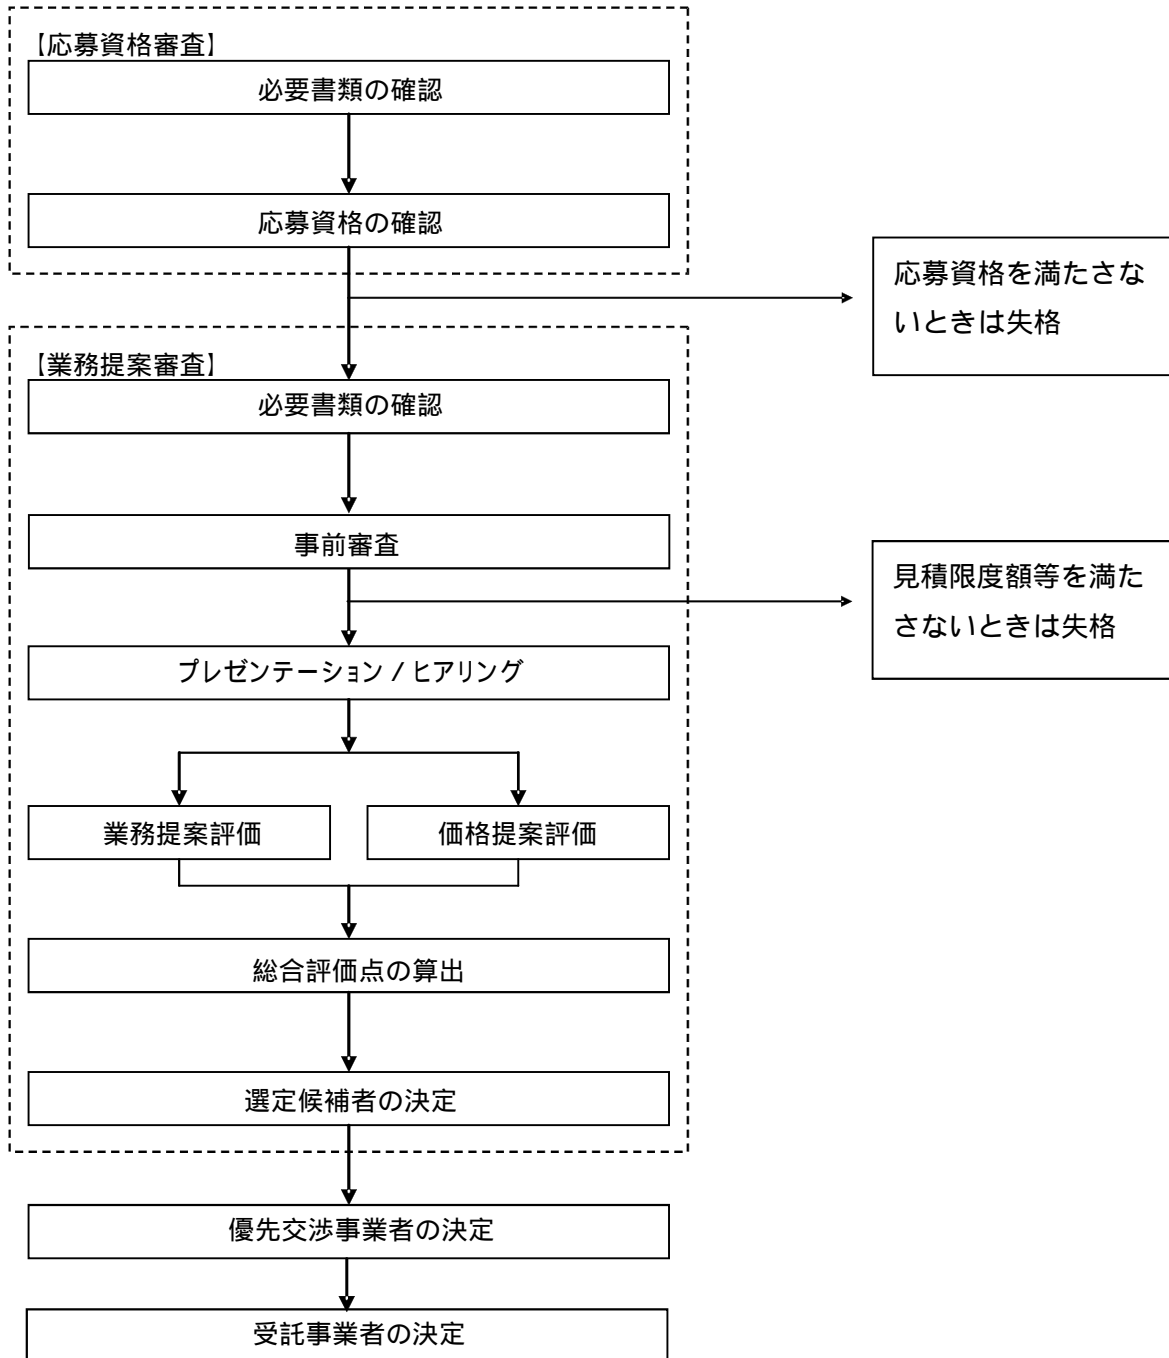 【応募資格審査】
必要書類の確認
応募資格の確認
応募資格を満たさな
いときは失格
【業務提案審査】
必要書類の確認
事前審査
見積限度額等を満た
さないときは失格
プレゼンテーション / ヒアリング
業務提案評価
価格提案評価
総合評価点の算出
選定候補者の決定
優先交渉事業者の決定
受託事業者の決定